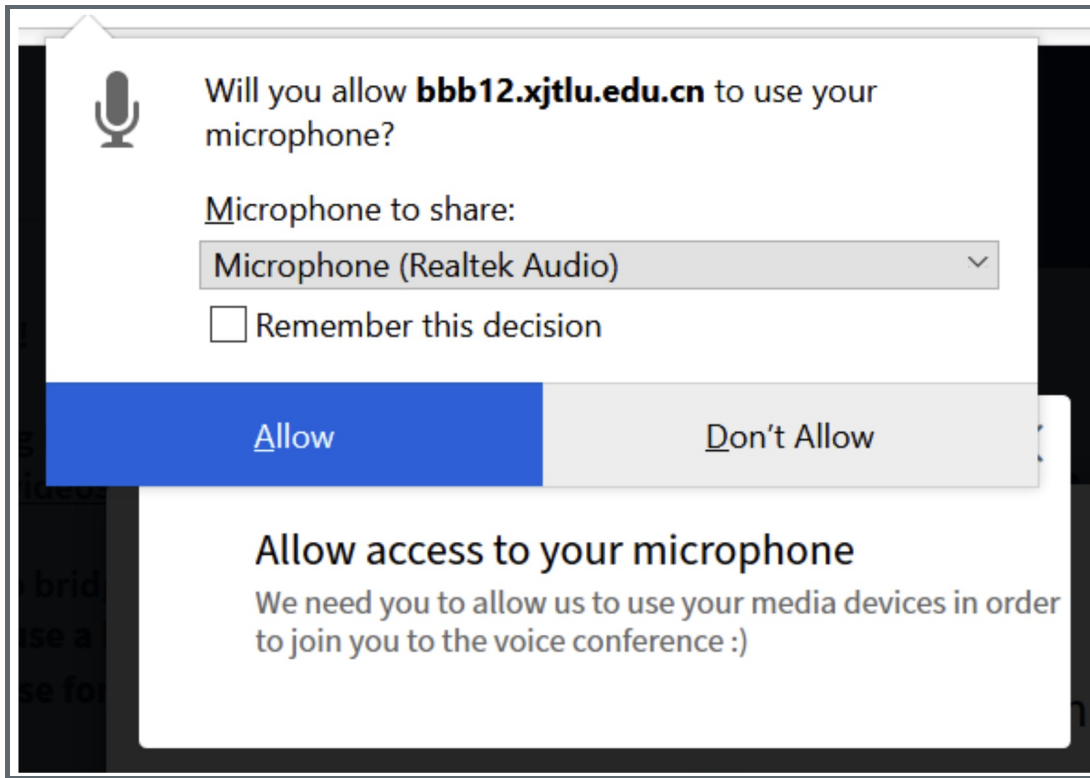 Will you allow bbb12.xjtlu.edu.cn to use your
microphone?
Microphone to share:
Microphone (Realtek Audio)
Remember this decision
Allow
Don't Allow
Allow access to your microphone
We need you to allow us to use your media devices in order
to join you to the voice conference :)